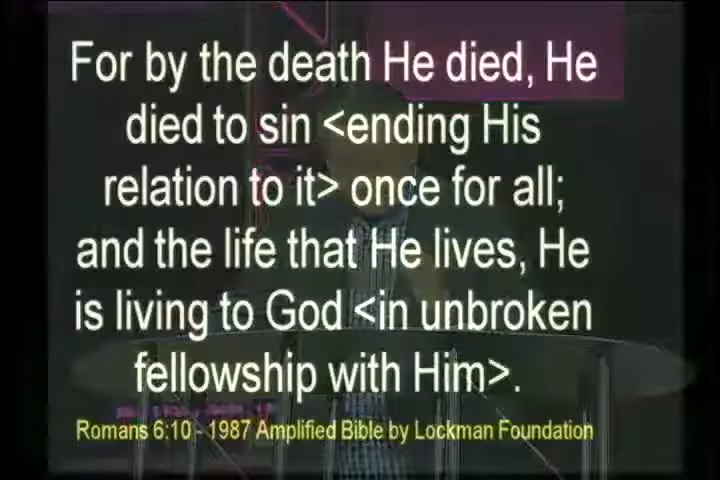 For by the death He died, He
died to sin <ending His
relation to it> once for all;
and the life that He lives, He
is living to God <in unbroken
fellowship with Him>.
Romans 6:10 - 1987 Amplified Bible by Lockman Foundation